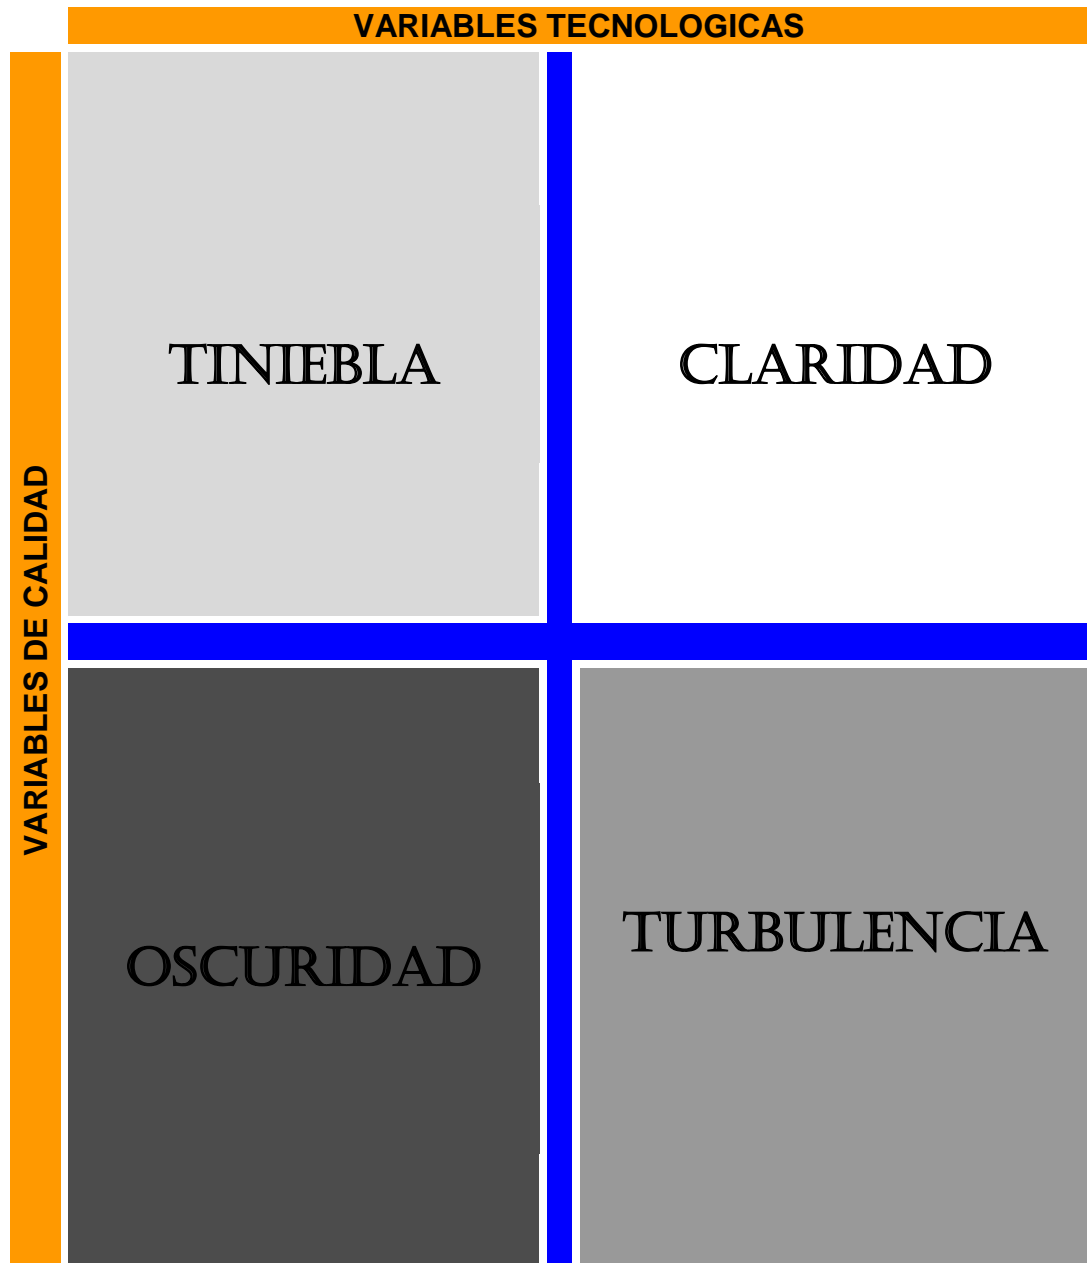 VARIABLES TECNOLOGICAS
VARIABLES DE CALIDAD
TINIEBLA
CLARIDAD
OSCURIDAD
TURBULENCIA